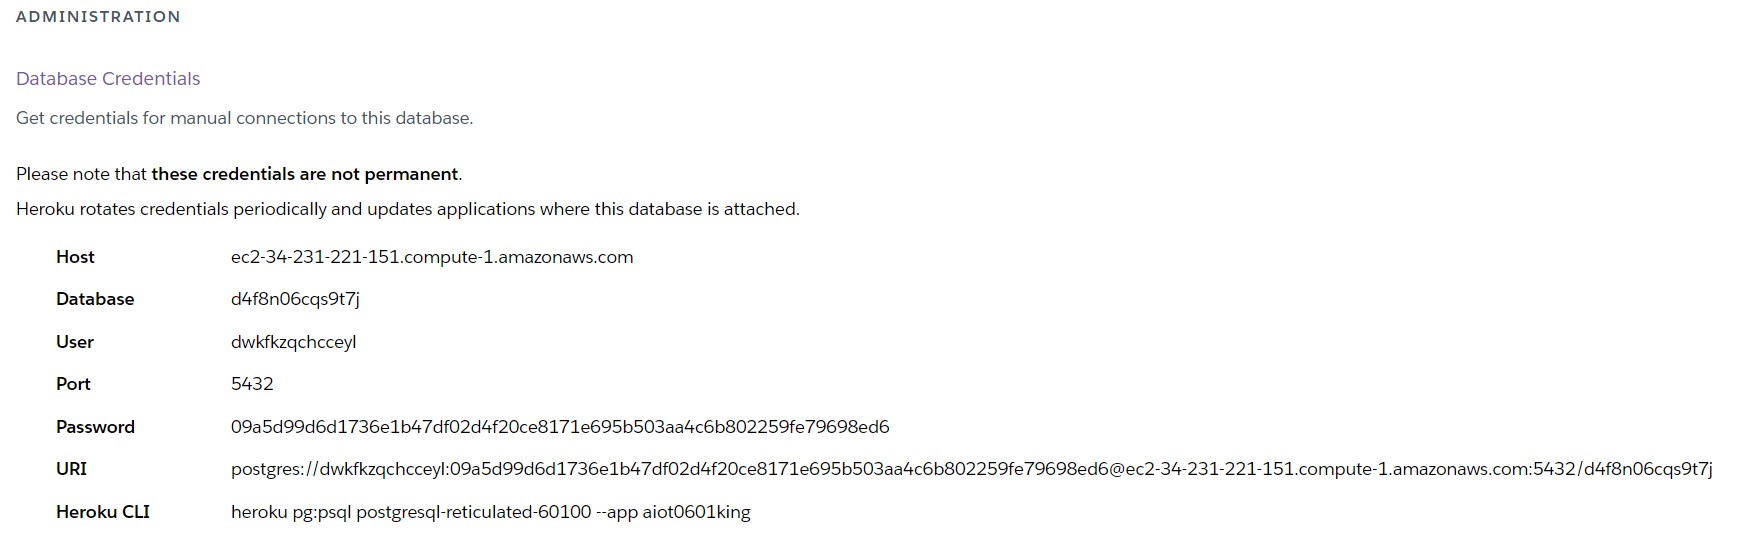 ADMINISTRATION
Database Credentials
Get credentials for manual connections to this database.
Please note that these credentials are not permanent.
Heroku rotates credentials periodically and updates applications where this database is attached.
Host ec2-34-231-221-151.compute-1.amazonaws.com
Database d4f8n06cqs9t7j
User dwkfkzqchcceyl
Port 5432
Password 09a5d99d6d1736e1b47df02d4f20ce8171e695b503aa4c6b802259fe79698ed6
URI postgres://dwkfkzqchcceyl:09a5d99d6d1736e1b47df02d4f20ce8171e695b503aa4c6b802259fe79698ed6@ec2-34-231-221-151.compute-1.amazonaws.com:5432/d4f8n06cqs9t7j
Heroku CLI heroku pg:psql postgresql-reticulated-60100 --app aiot0601king